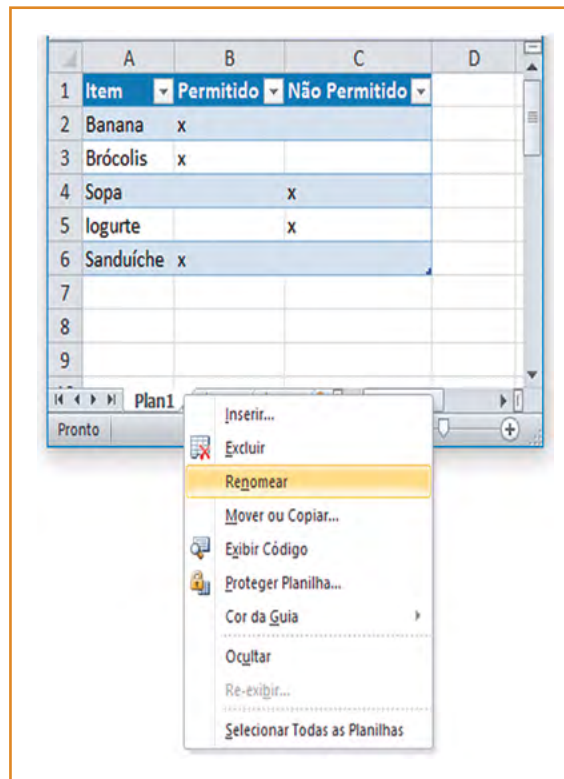 A B C D
1 Item Permitido Não Permitido
2 Banana x
3 Brócolis x
4 Sopa x
5 Iogurte x
6 Sanduíche x
7
8
9
Plan1
Pronto
Inserir...
Excluir
Renomear
Mover ou Copiar...
Exibir Código
Proteger Planilha...
Cor da Guia
Ocultar
Re-exibir...
Selecionar Todas as Planilhas